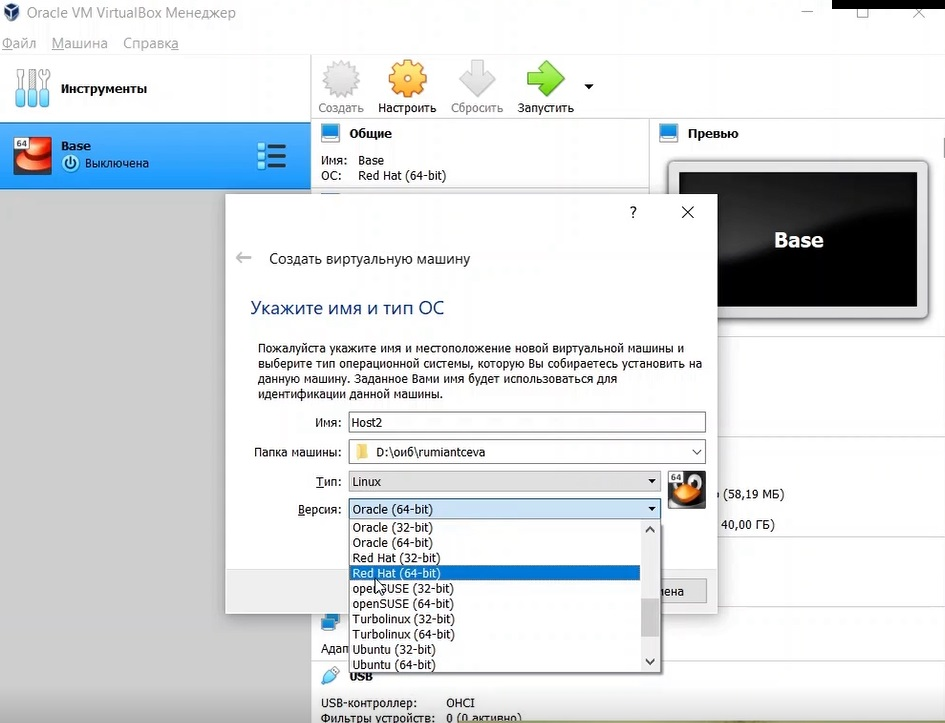 Oracle VM VirtualBox Менеджер
Файл Машина Справка
Инструменты
Создать Настроить Сбросить Запустить
64 Base
Выключена
Общие
Имя: Base
ОС: Red Hat (64-bit)
Превью
Base
?
Создать виртуальную машину
Укажите имя и тип ОС
Пожалуйста укажите имя и местоположение новой виртуальной машины и
выберите тип операционной системы, которую Вы собираетесь установить на
данную машину. Заданное Вами имя будет использоваться для
идентификации данной машины.
Имя: Host2
Папка машины: D:\оиб\rumiantceva
Тип: Linux
64
Версия: Oracle (64-bit)
Oracle (32-bit)
Oracle (64-bit)
Red Hat (32-bit)
Red Hat (64-bit)
openSUSE (32-bit)
openSUSE (64-bit)
Turbolinux (32-bit)
Turbolinux (64-bit)
Ubuntu (32-bit)
Ubuntu (64-bit)
(58,19 МБ)
40,00 ГБ)
мена
Адап
USB
USB-контроллер: OHCI
Фильтры устройств: 0 (0 активно)